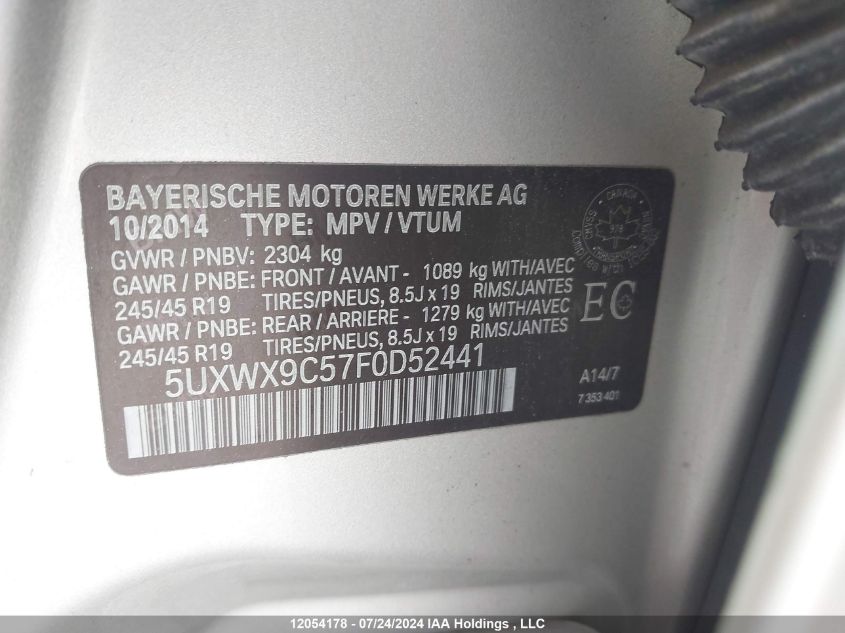 BAYERISCHE MOTOREN WERKE AG
10/2014 TYPE: MPV / VTUM
GVWR / PNBV: 2304 kg
GAWR / PNBE: FRONT / AVANT - 1089 kg WITH/AVEC
245/45 R19 TIRES/PNEUS, 8.5J x 19 RIMS/JANTES
GAWR / PNBE: REAR / ARRIERE - 1279 kg WITH/AVEC
245/45 R19 TIRES/PNEUS, 8.5J x 19 RIMS/JANTES
5UXWX9C57F0D52441
CANADA
EC
A14/7
7 353 401
12054178 - 07/24/2024 IAA Holdings , LLC